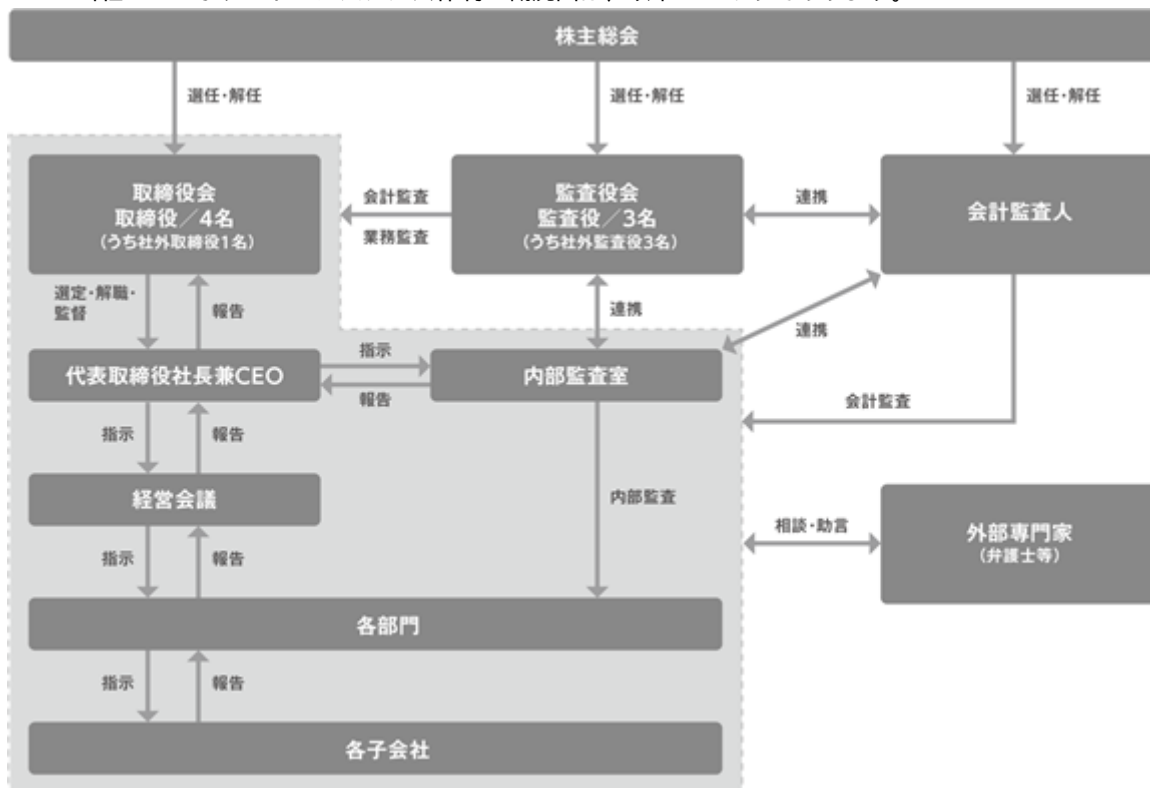 株主総会
選任・解任
選任・解任
選任・解任
取締役会
取締役／4名
（うち社外取締役1名）
会計監査
業務監査
監査役会
監査役／3名
（うち社外監査役3名）
連携
会計監査人
選定・解職・
監督
報告
連携
連携
代表取締役社長兼CEO
指示
報告
内部監査室
会計監査
指示
報告
経営会議
内部監査
相談・助言
外部専門家
（弁護士等）
指示
報告
各部門
指示
報告
各子会社